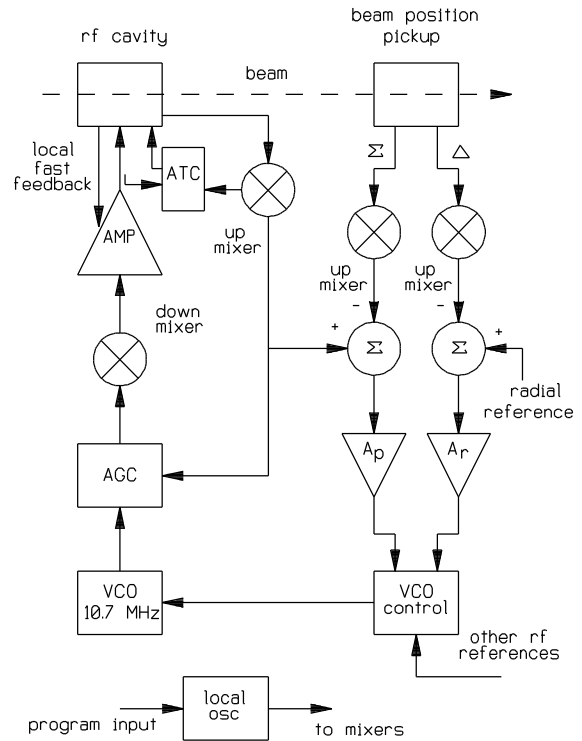 rf cavity
beam position
pickup
beam
local
fast
feedback
ATC
Σ
Δ
up
mixer
AMP
up
mixer
up
mixer
down
mixer
-
-
+
+
Σ
Σ
radial
reference
AGC
Ap
Ar
VCO
10.7 MHz
VCO
control
other rf
references
local
osc
program input
to mixers